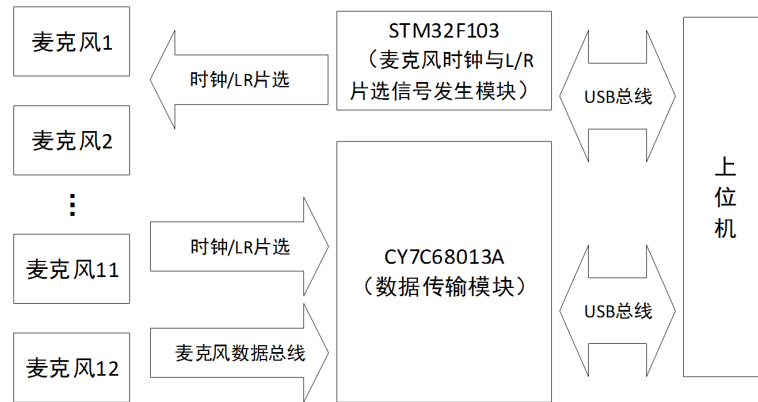 麦克风1
麦克风2
⋮
麦克风11
麦克风12
时钟/LR片选
时钟/LR片选
麦克风数据总线
STM32F103
（麦克风时钟与L/R
片选信号发生模块）
CY7C68013A
（数据传输模块）
USB总线
USB总线
上
位
机